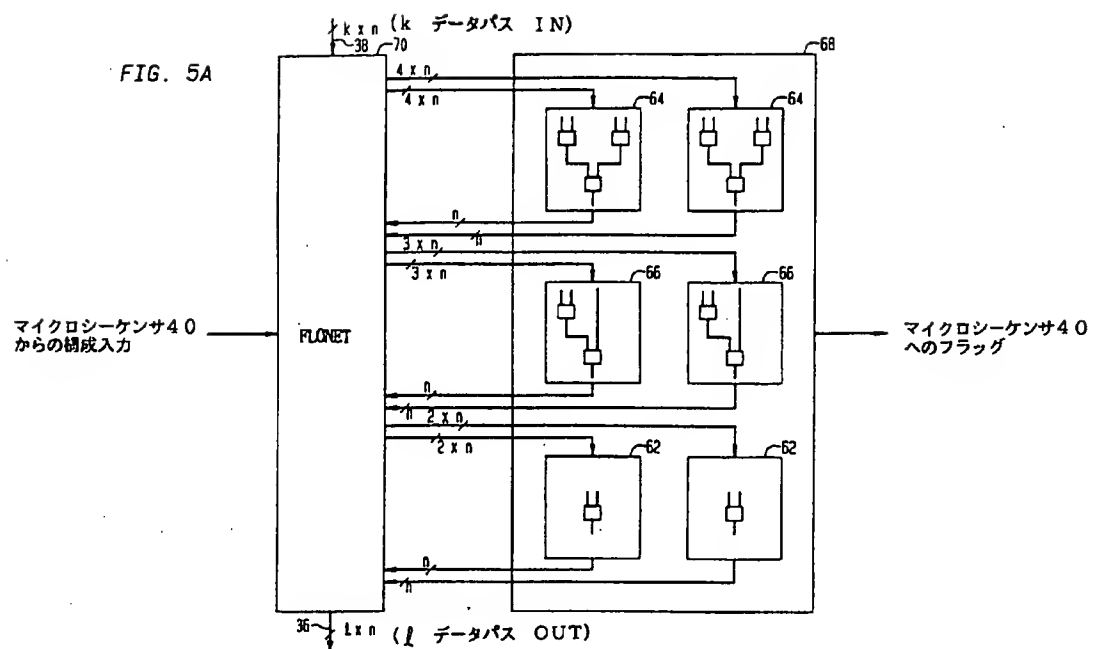 k x n (k データパス IN)
38
70
68
FIG. 5A
4 x n
4 x n
64
64
n
n
3 x n
3 x n
66
66
マイクロシーケンサ40
からの構成入力
FLONET
マイクロシーケンサ40
へのフラッグ
n
n
2 x n
2 x n
62
62
n
n
36
l x n (l データパス OUT)